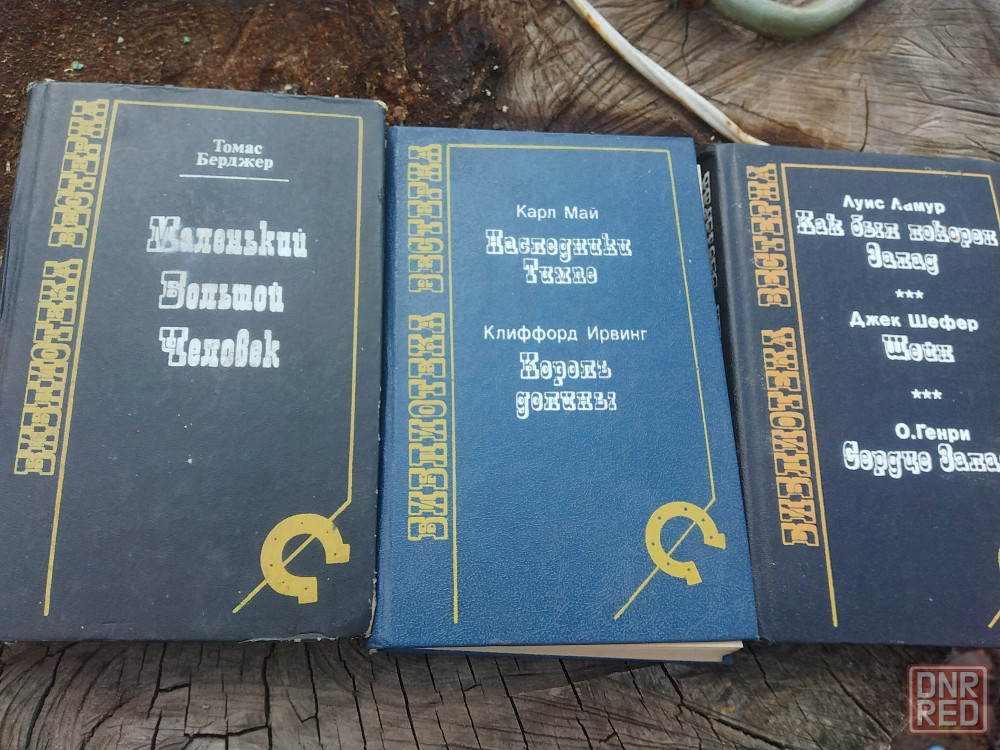 БИБЛИОТЕКА ВЕСТЕРНА
Томас
Берджер
Маленький
Большой
Человек
БИБЛИОТЕКА ВЕСТЕРНА
Карл Май
Наследники
Тимпе
Клиффорд Ирвинг
Король
долины
БИБЛИОТЕКА ВЕСТЕРНА
Луис Ламур
Как был покорен
Запад
***
Джек Шефер
Шейн
***
О.Генри
Сердце Запа
DNR
RED